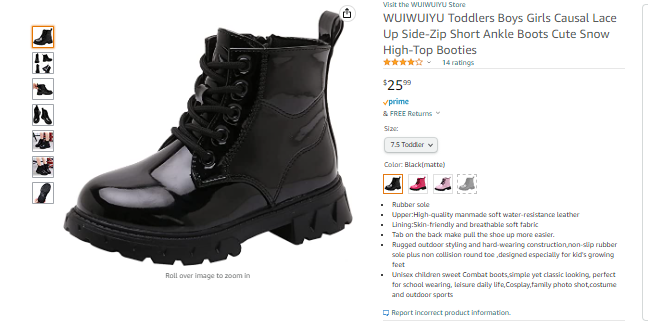 Visit the WUIWUIYU Store
WUIWUIYU Toddlers Boys Girls Causal Lace
Up Side-Zip Short Ankle Boots Cute Snow
High-Top Booties
14 ratings
$25⁹⁹
prime
& FREE Returns
Size:
7.5 Toddler
Color: Black(matte)
Rubber sole
Upper:High-quality manmade soft water-resistance leather
Lining:Skin-friendly and breathable soft fabric
Tab on the back make pull the shoe up more easier.
Rugged outdoor styling and hard-wearing construction,non-slip rubber
sole plus non collision round toe ,designed especially for kid's growing
feet
Unisex children sweet Combat boots,simple yet classic looking, perfect
for school wearing, leisure daily life,Cosplay,family photo shot,costume
and outdoor sports
Report incorrect product information.
Roll over image to zoom in